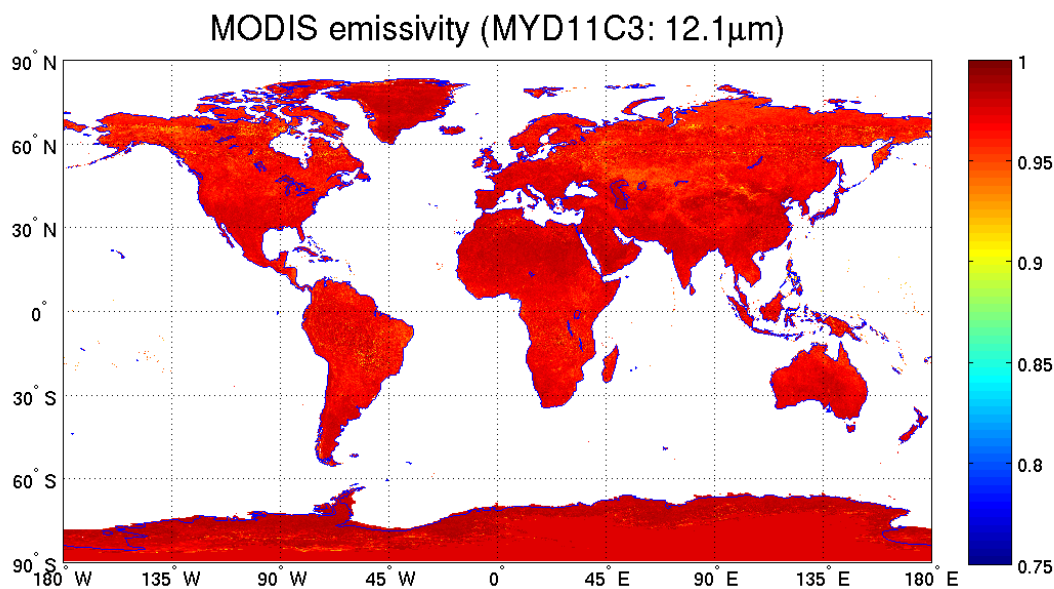 MODIS emissivity (MYD11C3: 12.1μm)
90° N
60° N
30° N
0°
30° S
60° S
90° S
180° W 135° W 90° W 45° W 0° 45° E 90° E 135° E 180° E
1
0.95
0.9
0.85
0.8
0.75